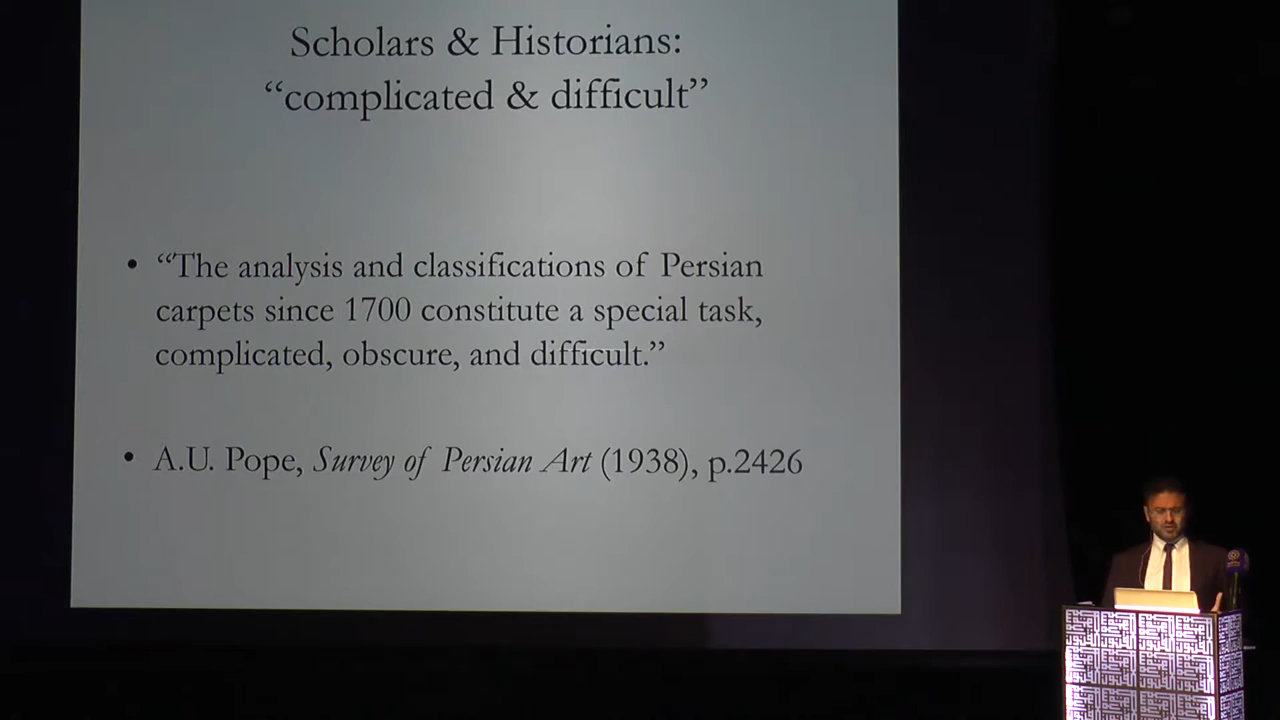 Scholars & Historians:
“complicated & difficult”
• “The analysis and classifications of Persian
carpets since 1700 constitute a special task,
complicated, obscure, and difficult.”
• A.U. Pope, Survey of Persian Art (1938), p.2426